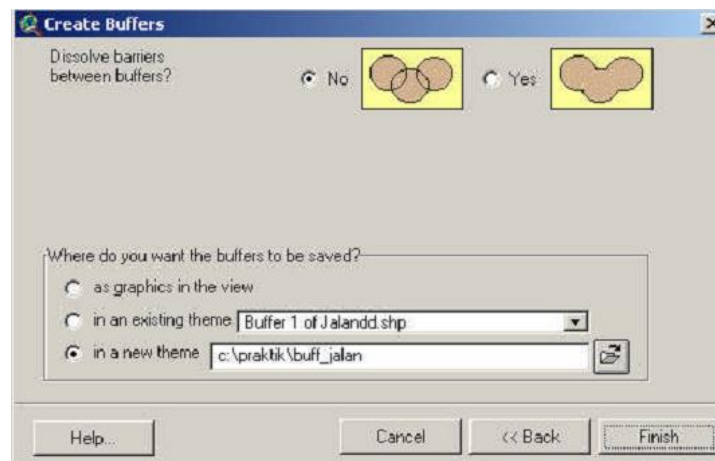 Create Buffers
Dissolve barriers
between buffers?
No
Yes
Where do you want the buffers to be saved?
as graphics in the view
in an existing theme Buffer 1 of Jalandd.shp
in a new theme c:\praktik\buff_jalan
Help... Cancel << Back Finish